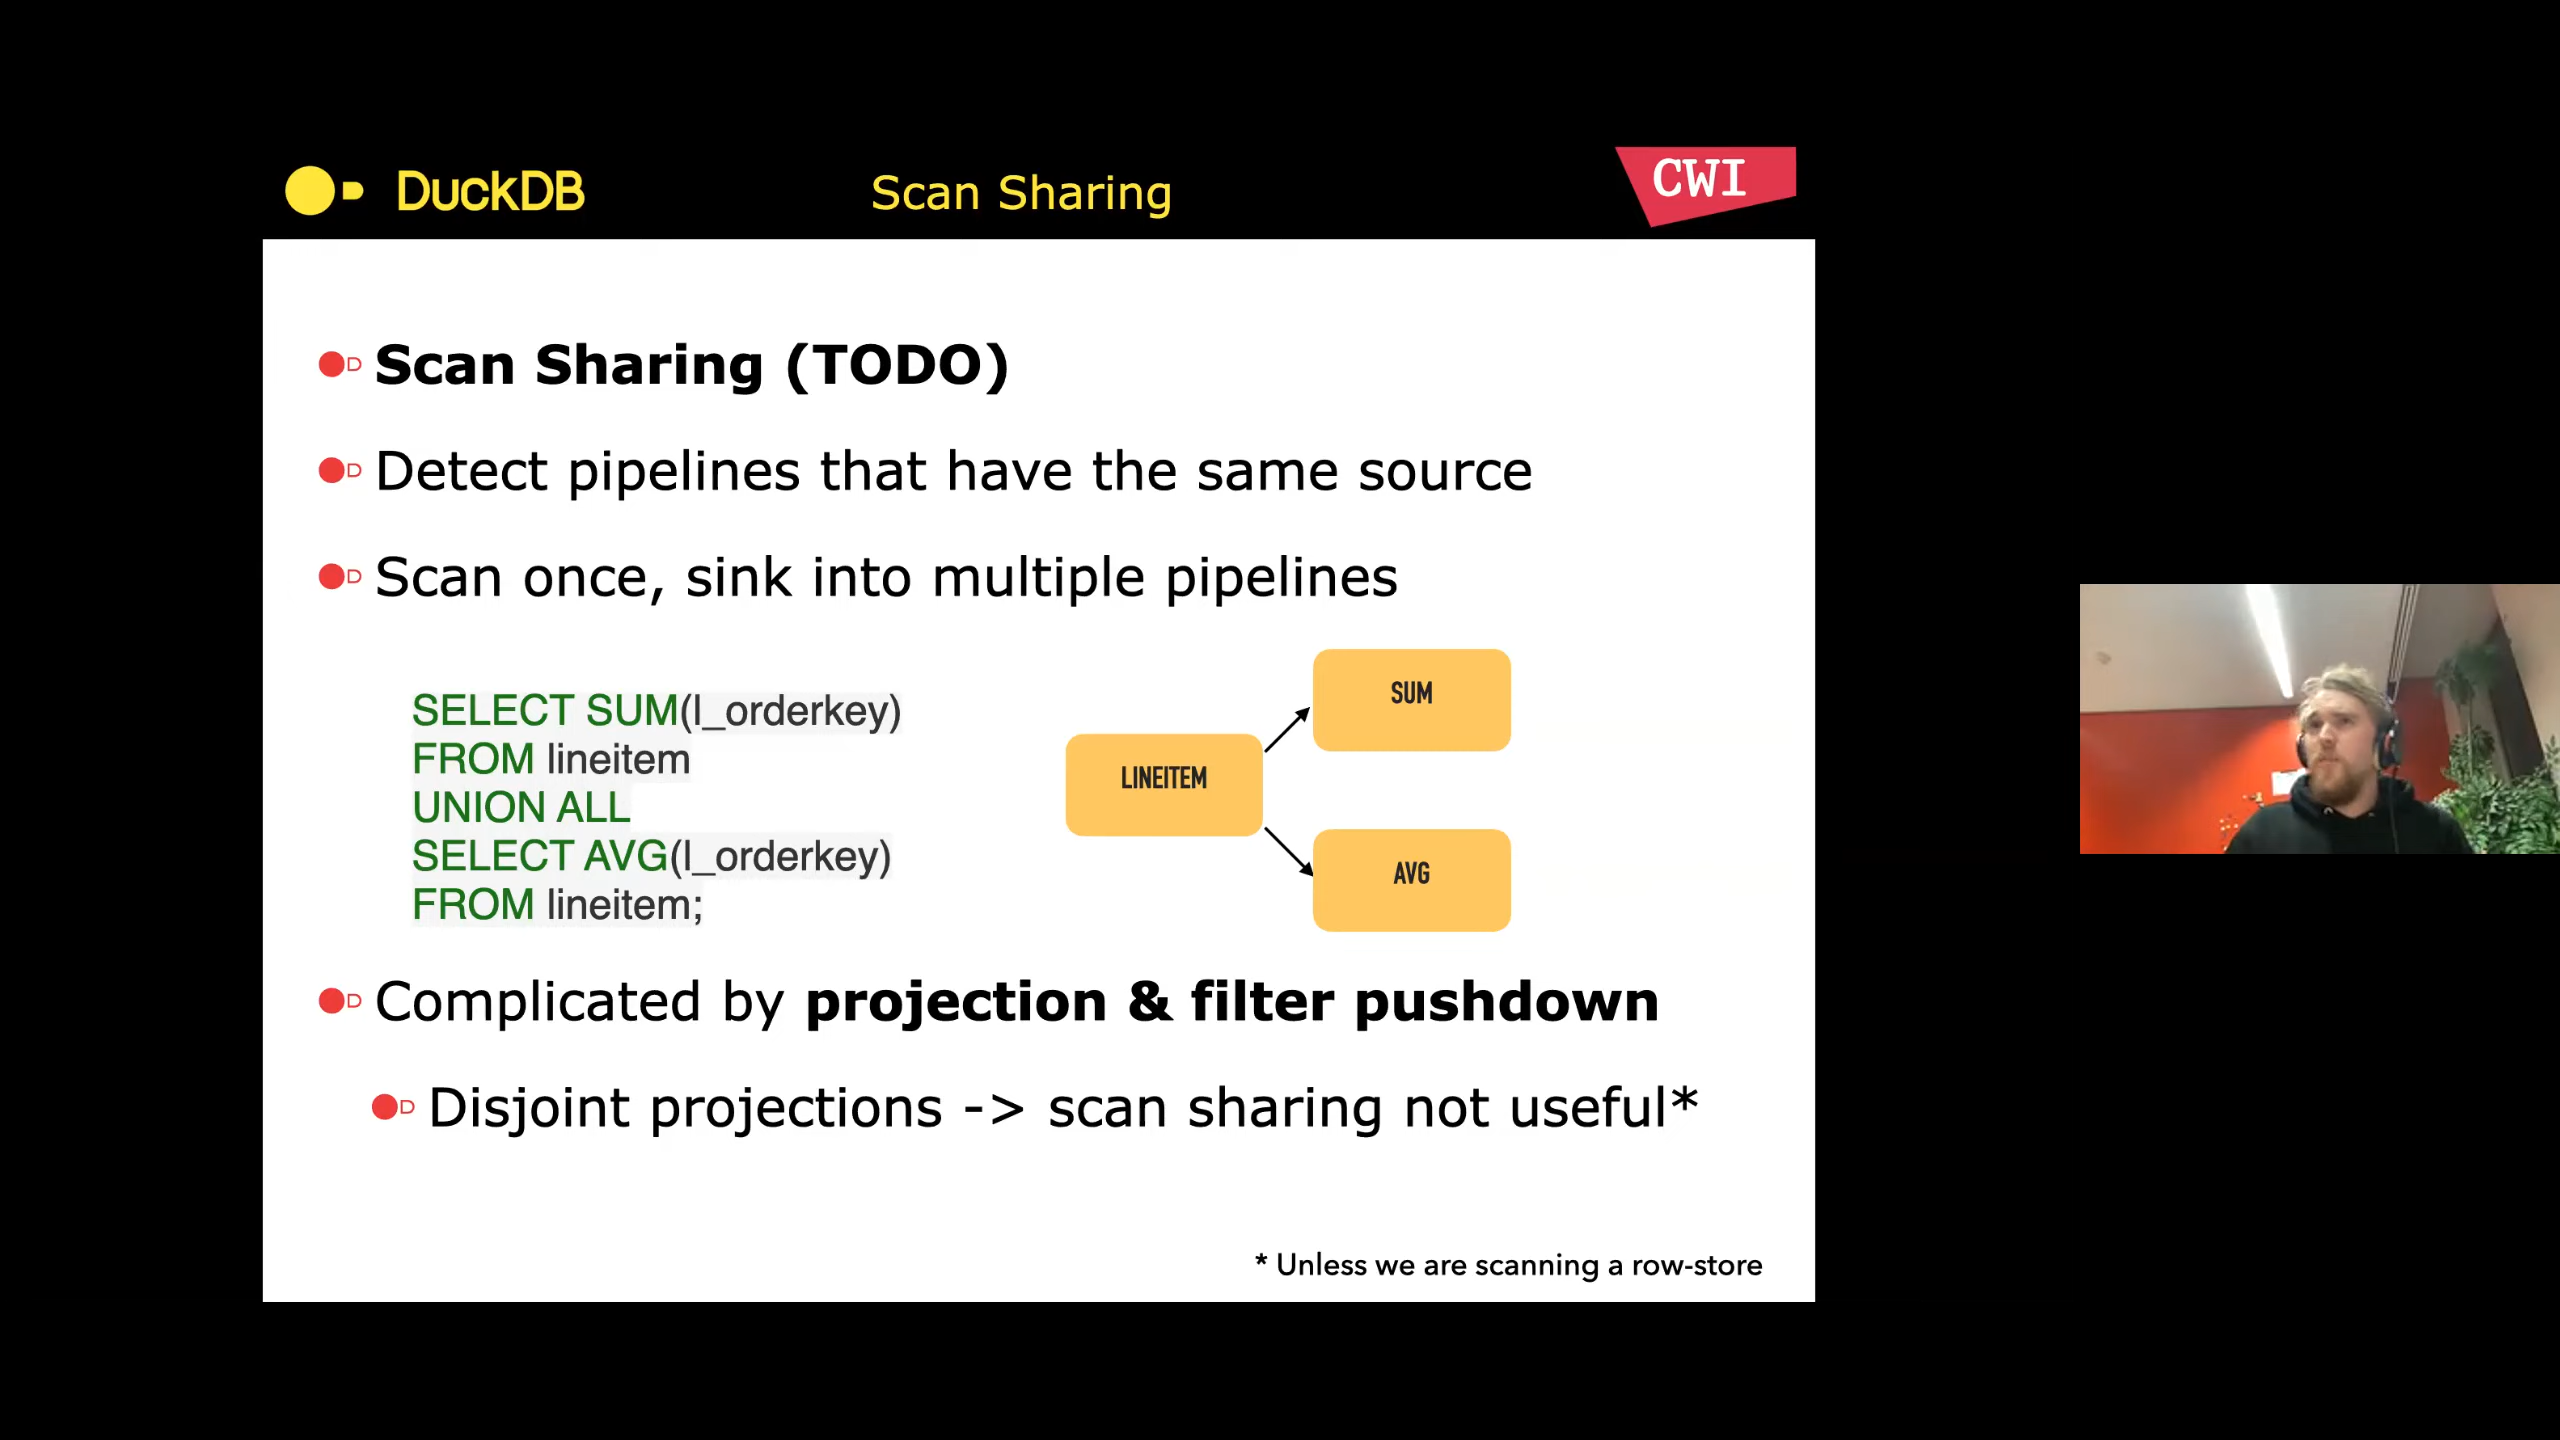 DuckDB
Scan Sharing
CWI
Scan Sharing (TODO)
Detect pipelines that have the same source
Scan once, sink into multiple pipelines
SELECT SUM(l_orderkey)
FROM lineitem
UNION ALL
SELECT AVG(l_orderkey)
FROM lineitem;
SUM
LINEITEM
AVG
Complicated by projection & filter pushdown
Disjoint projections -> scan sharing not useful*
* Unless we are scanning a row-store